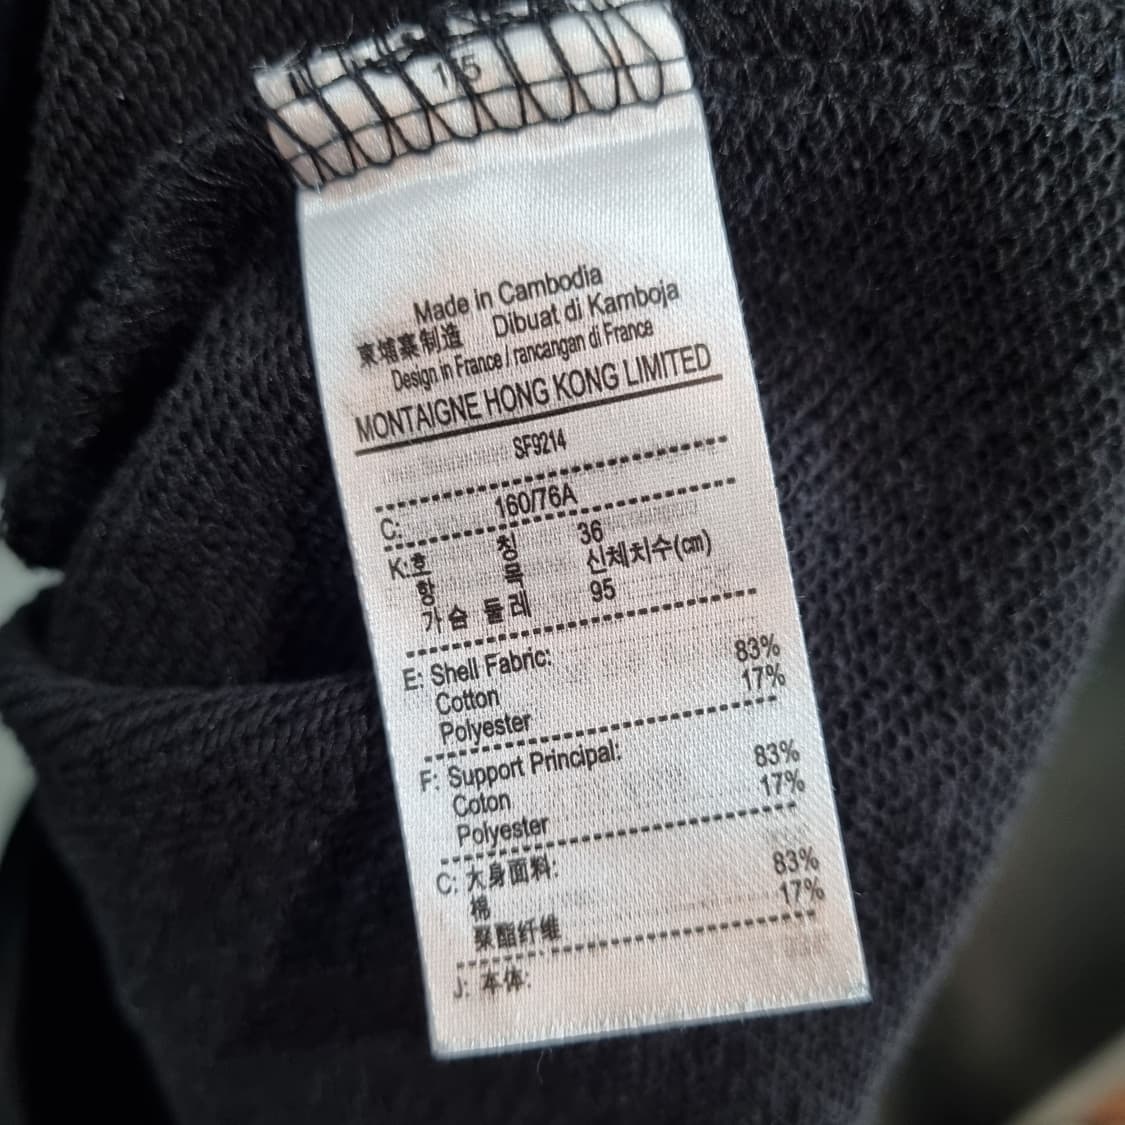 15
Made in Cambodia
柬埔寨制造 Dibuat di Kamboja
Design in France / rancangan di France
MONTAIGNE HONG KONG LIMITED
SF9214
C: 160/76A
K:호 칭 36
항 목 신체치수(cm)
가슴 둘레 95
E: Shell Fabric:
Cotton 83%
Polyester 17%
F: Support Principal:
Coton 83%
Polyester 17%
C: 大身面料:
棉 83%
聚酯纤维 17%
J: 本体: